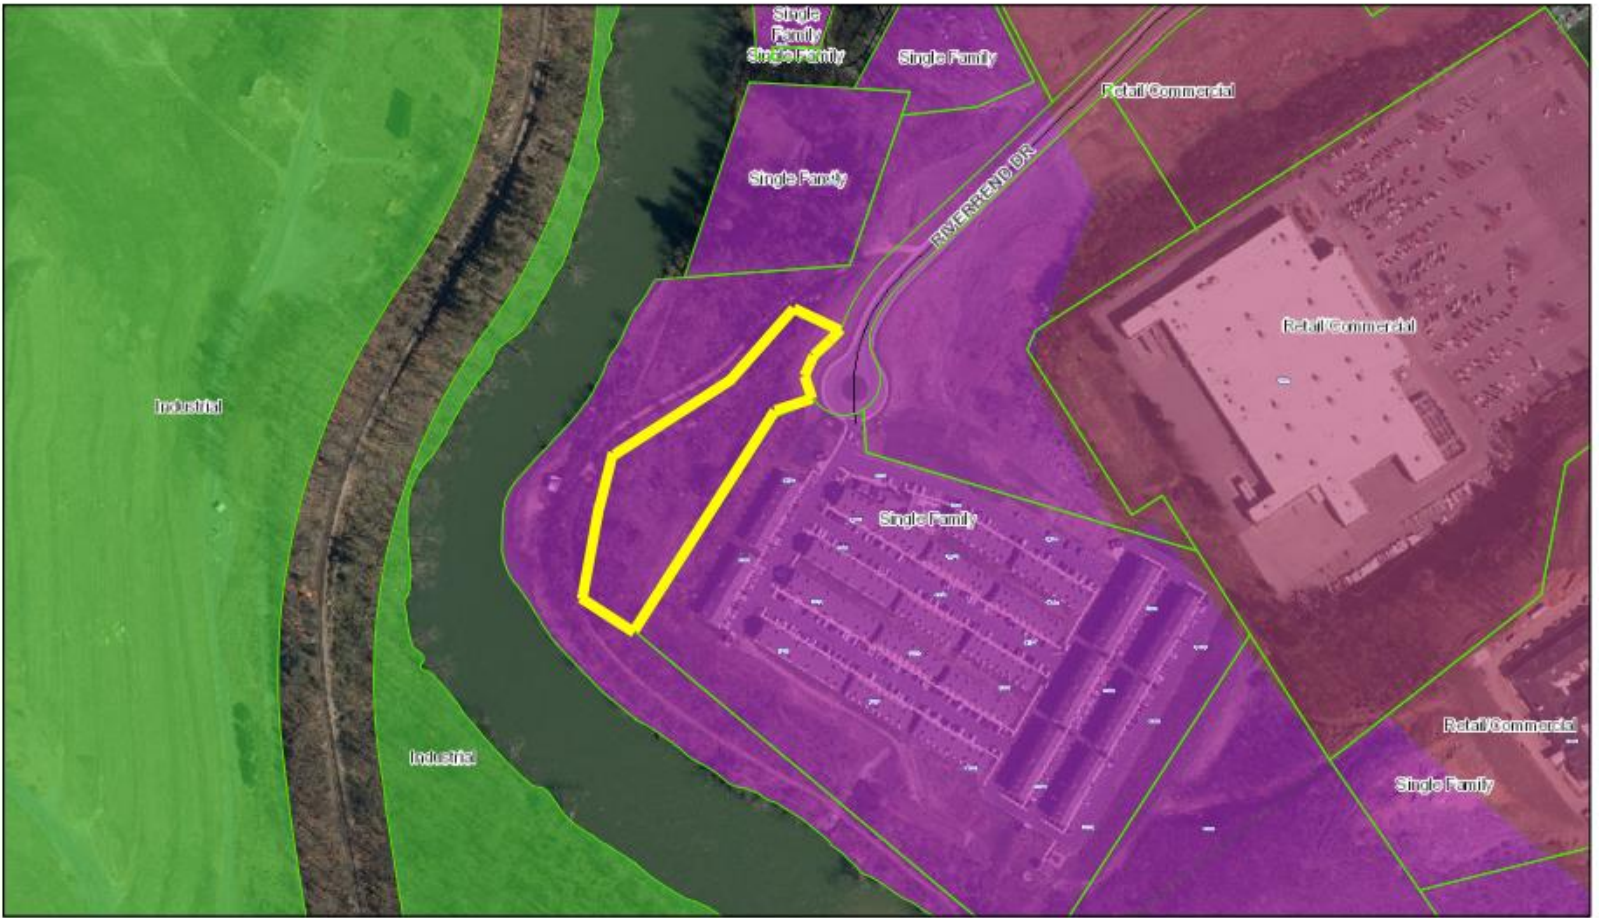 Single
Family
Single Family
Single Family
Retail/Commercial
Single Family
RIVERBEND DR
Retail/Commercial
Industrial
Single Family
Retail/Commercial
Industrial
Single Family